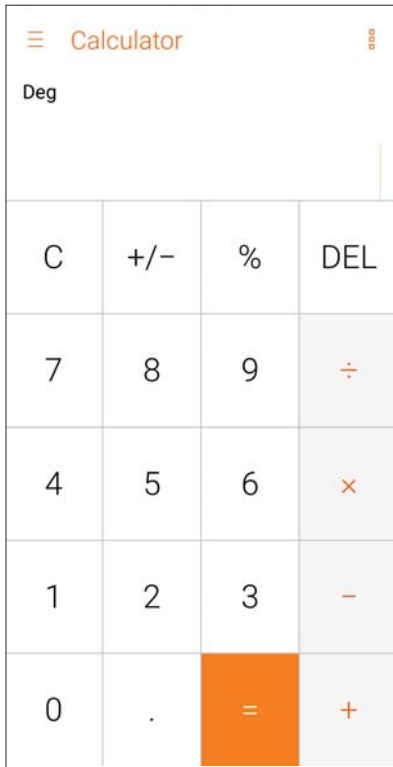 Calculator
Deg
C +/− % DEL
7 8 9 ÷
4 5 6 ×
1 2 3 −
0 . = +